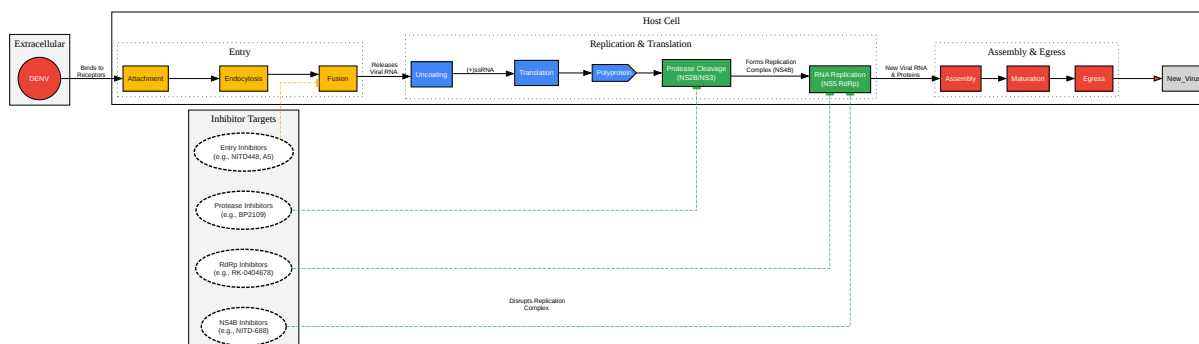 Host Cell
Extracellular
Entry
Replication & Translation
Assembly & Egress
DENV
Binds to
Receptors
Attachment
Endocytosis
Fusion
Releases
Viral RNA
Uncoating
(+)ssRNA
Translation
Polyprotein
Protease Cleavage
(NS2B/NS3)
Forms Replication
Complex (NS4B)
RNA Replication
(NS5 RdRp)
New Viral RNA
& Proteins
Assembly
Maturation
Egress
New_Virus
Inhibitor Targets
Entry Inhibitors
(e.g., NITD448, A5)
Protease Inhibitors
(e.g., BP2109)
RdRp Inhibitors
(e.g., RK-0404678)
Disrupts Replication
Complex
NS4B Inhibitors
(e.g., NITD-688)